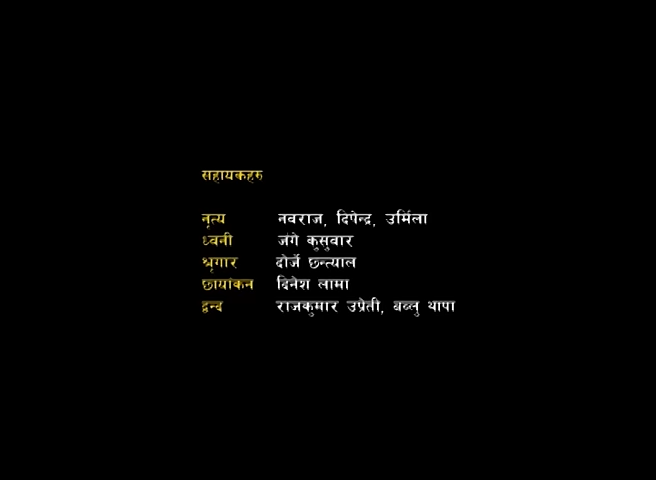 सहायकहरु
नृत्य नवराज, दिपेन्द्र, उर्मिला
ध्वनी जंगे कुसुवार
श्रृगार दोर्जे छन्त्याल
छायांकन दिनेश लामा
द्वन्द राजकुमार उप्रेती, बब्लु थापा